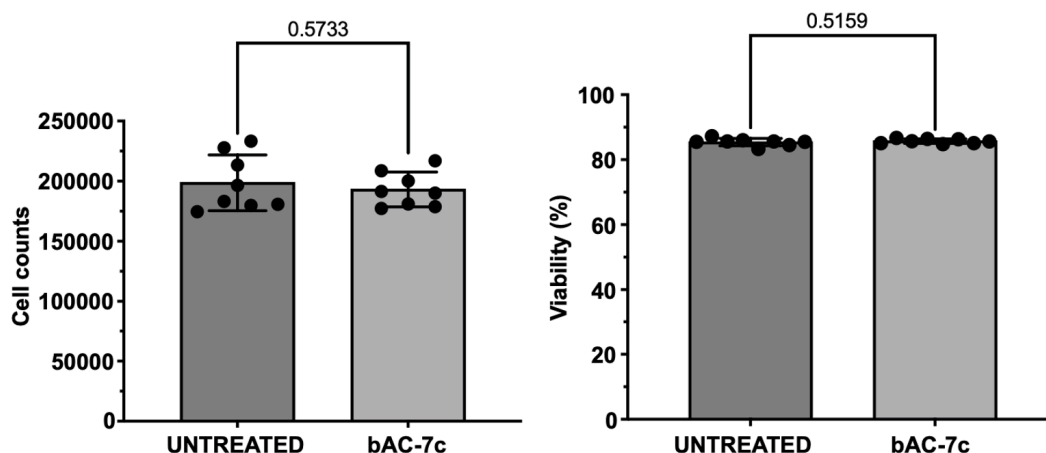 0.5733
Cell counts
250000
200000
150000
100000
50000
0
UNTREATED
bAC-7c
0.5159
Viability (%)
100
80
60
40
20
0
UNTREATED
bAC-7c